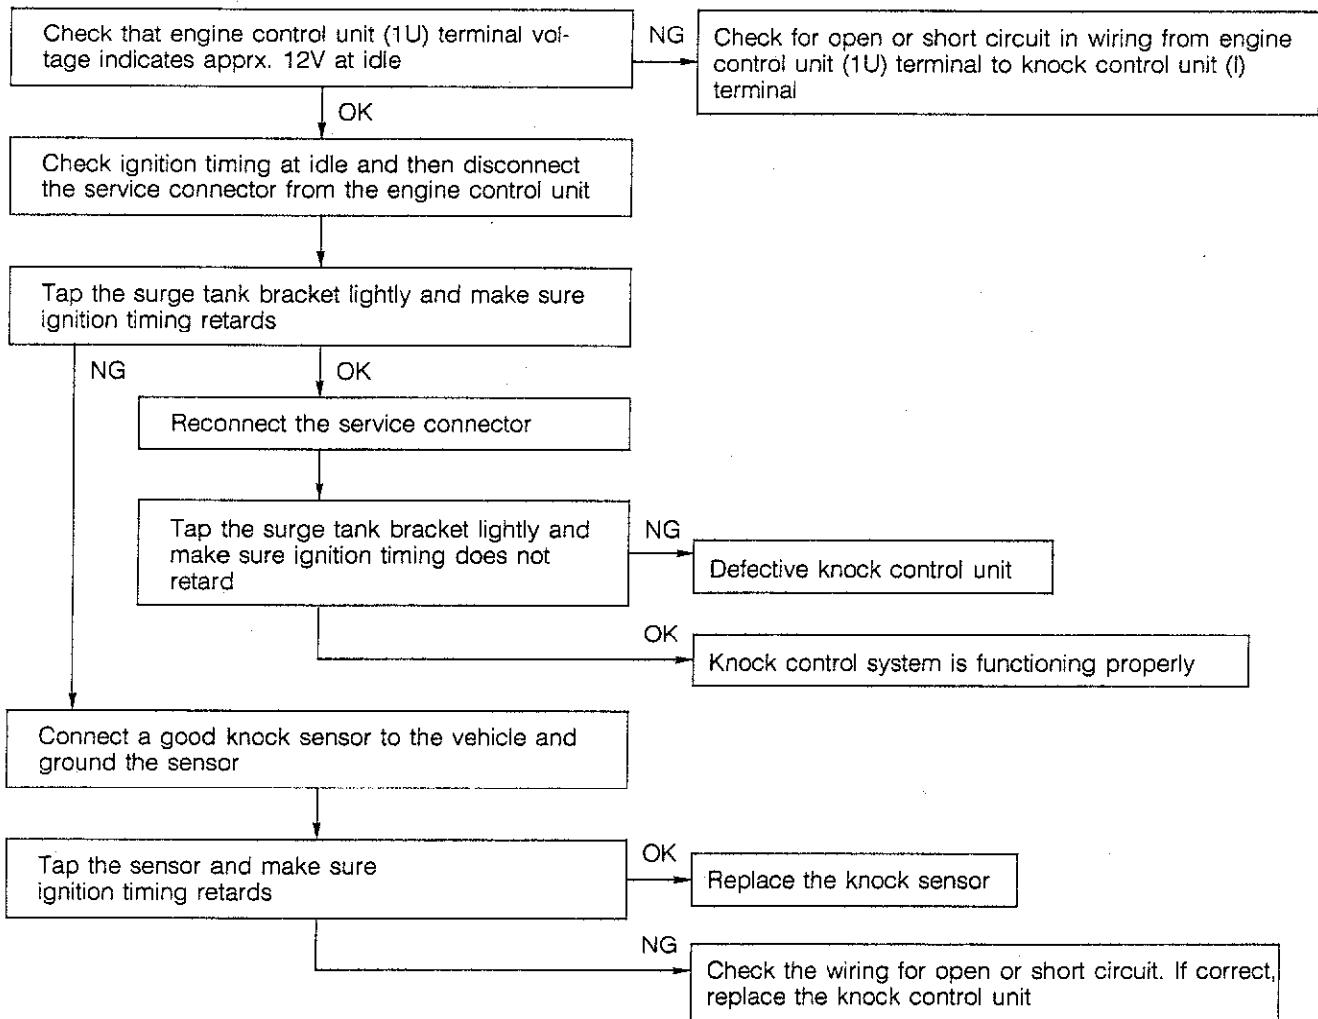 Check that engine control unit (1U) terminal vol-
tage indicates apprx. 12V at idle
NG
Check for open or short circuit in wiring from engine
control unit (1U) terminal to knock control unit (I)
terminal
OK
Check ignition timing at idle and then disconnect
the service connector from the engine control unit
Tap the surge tank bracket lightly and make sure
ignition timing retards
NG
OK
Reconnect the service connector
Tap the surge tank bracket lightly and
make sure ignition timing does not
retard
NG
Defective knock control unit
OK
Knock control system is functioning properly
Connect a good knock sensor to the vehicle and
ground the sensor
Tap the sensor and make sure
ignition timing retards
OK
Replace the knock sensor
NG
Check the wiring for open or short circuit. If correct,
replace the knock control unit